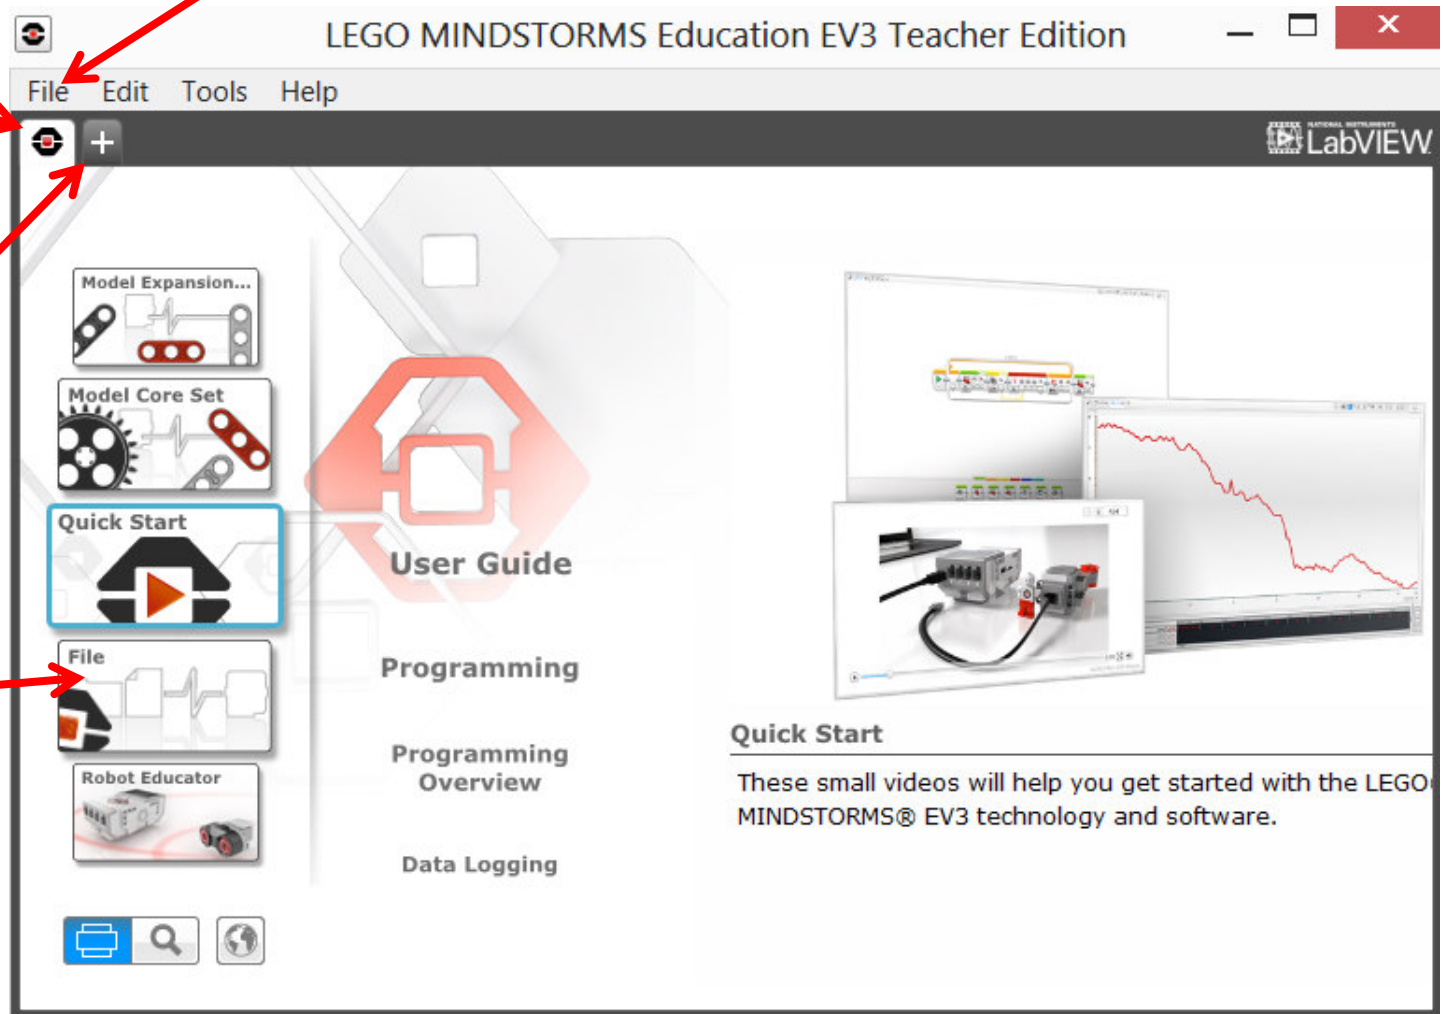 LEGO MINDSTORMS Education EV3 Teacher Edition
File Edit Tools Help
NATIONAL INSTRUMENTS
LabVIEW
Model Expansion...
Model Core Set
Quick Start
File
Robot Educator
User Guide
Programming
Programming
Overview
Data Logging
Quick Start
These small videos will help you get started with the LEGO
MINDSTORMS® EV3 technology and software.